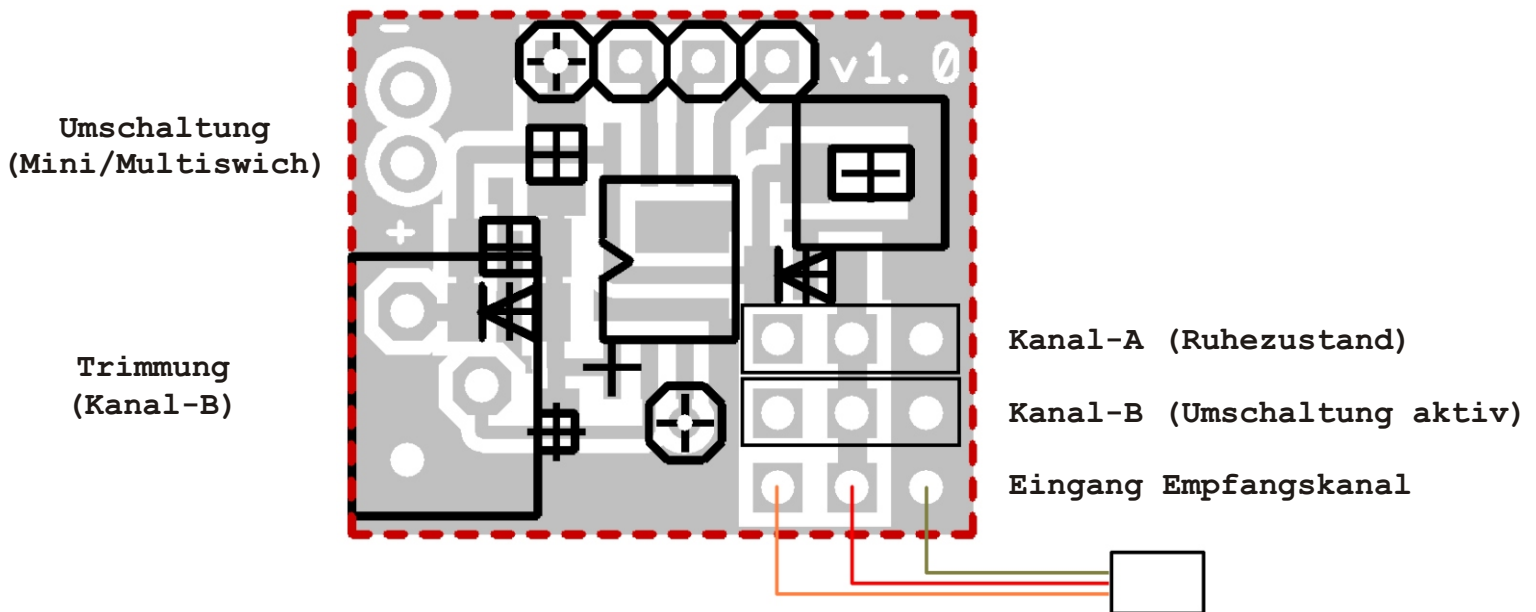 -
v1.0
Umschaltung
(Mini/Multiswich)
+
Trimmung
(Kanal-B)
Kanal-A (Ruhezustand)
Kanal-B (Umschaltung aktiv)
Eingang Empfangskanal